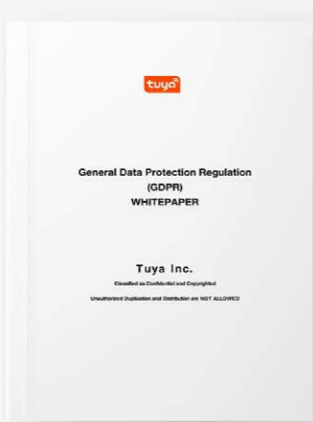 tuya
General Data Protection Regulation
(GDPR)
WHITEPAPER
Tuya Inc.
Classified as Confidential and Copyrighted
Unauthorized Duplication and Distribution are NOT ALLOWED